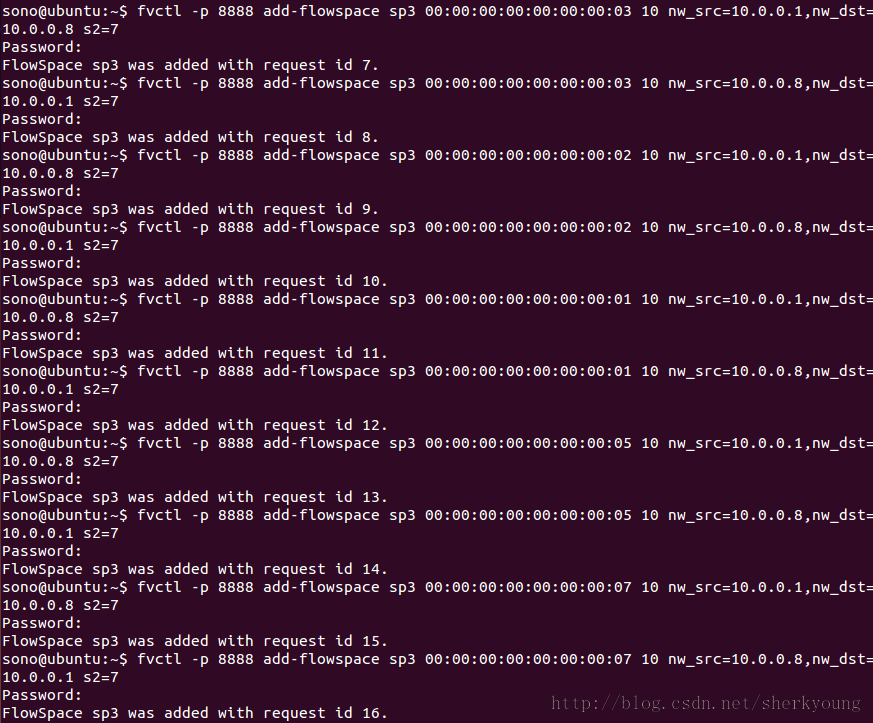 sono@ubuntu:~$ fvctl -p 8888 add-flowspace sp3 00:00:00:00:00:00:00:03 10 nw_src=10.0.0.1,nw_dst=
10.0.0.8 s2=7
Password:
FlowSpace sp3 was added with request id 7.
sono@ubuntu:~$ fvctl -p 8888 add-flowspace sp3 00:00:00:00:00:00:00:03 10 nw_src=10.0.0.8,nw_dst=
10.0.0.1 s2=7
Password:
FlowSpace sp3 was added with request id 8.
sono@ubuntu:~$ fvctl -p 8888 add-flowspace sp3 00:00:00:00:00:00:00:02 10 nw_src=10.0.0.1,nw_dst=
10.0.0.8 s2=7
Password:
FlowSpace sp3 was added with request id 9.
sono@ubuntu:~$ fvctl -p 8888 add-flowspace sp3 00:00:00:00:00:00:00:02 10 nw_src=10.0.0.8,nw_dst=
10.0.0.1 s2=7
Password:
FlowSpace sp3 was added with request id 10.
sono@ubuntu:~$ fvctl -p 8888 add-flowspace sp3 00:00:00:00:00:00:00:01 10 nw_src=10.0.0.1,nw_dst=
10.0.0.8 s2=7
Password:
FlowSpace sp3 was added with request id 11.
sono@ubuntu:~$ fvctl -p 8888 add-flowspace sp3 00:00:00:00:00:00:00:01 10 nw_src=10.0.0.8,nw_dst=
10.0.0.1 s2=7
Password:
FlowSpace sp3 was added with request id 12.
sono@ubuntu:~$ fvctl -p 8888 add-flowspace sp3 00:00:00:00:00:00:00:05 10 nw_src=10.0.0.1,nw_dst=
10.0.0.8 s2=7
Password:
FlowSpace sp3 was added with request id 13.
sono@ubuntu:~$ fvctl -p 8888 add-flowspace sp3 00:00:00:00:00:00:00:05 10 nw_src=10.0.0.8,nw_dst=
10.0.0.1 s2=7
Password:
FlowSpace sp3 was added with request id 14.
sono@ubuntu:~$ fvctl -p 8888 add-flowspace sp3 00:00:00:00:00:00:00:07 10 nw_src=10.0.0.1,nw_dst=
10.0.0.8 s2=7
Password:
FlowSpace sp3 was added with request id 15.
sono@ubuntu:~$ fvctl -p 8888 add-flowspace sp3 00:00:00:00:00:00:00:07 10 nw_src=10.0.0.8,nw_dst=
10.0.0.1 s2=7
Password:
FlowSpace sp3 was added with request id 16.
http://blog.csdn.net/sherkyoung